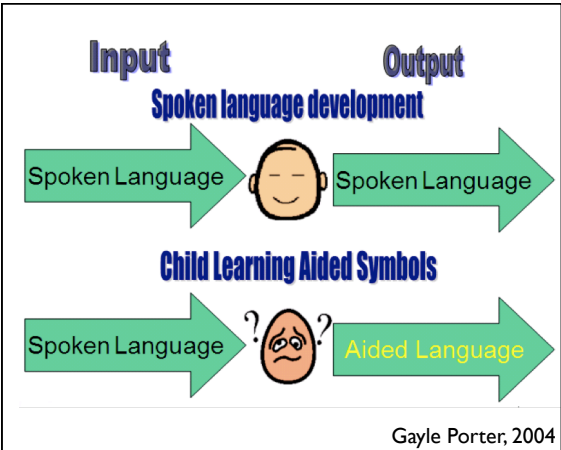 Input Output
Spoken language development
Spoken Language Spoken Language
Child Learning Aided Symbols
? ?
Spoken Language Aided Language
Gayle Porter, 2004